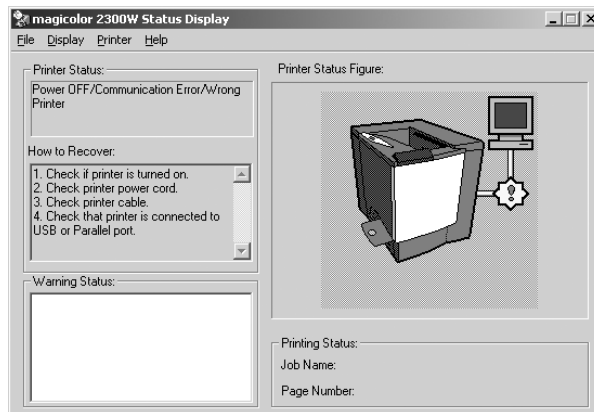 magicolor 2300W Status Display
File Display Printer Help
Printer Status:
Power OFF/Communication Error/Wrong
Printer
How to Recover:
1. Check if printer is turned on.
2. Check printer power cord.
3. Check printer cable.
4. Check that printer is connected to
USB or Parallel port.
Warning Status:
Printer Status Figure:
Printing Status:
Job Name:
Page Number: